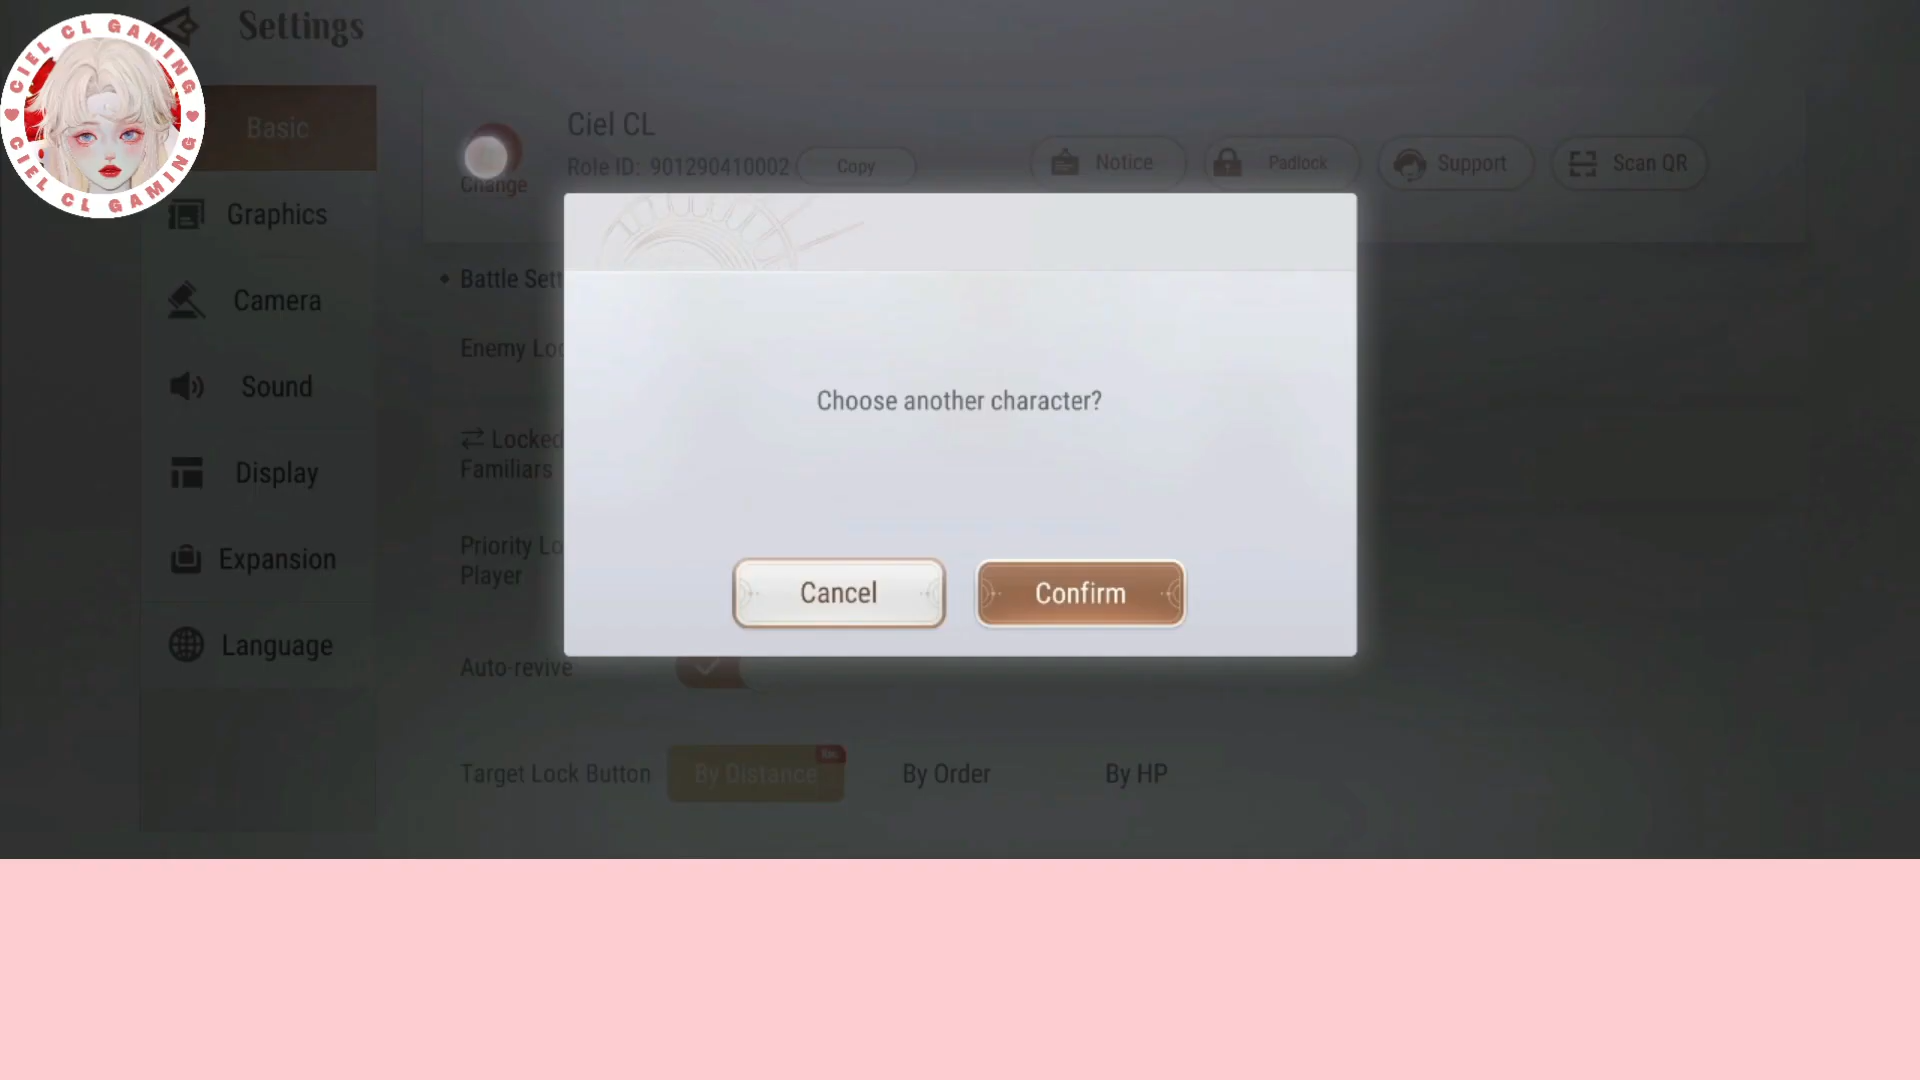 CIEL CL GAMING
CIEL CL GAMING
Settings
Basic
Graphics
Camera
Sound
Display
Expansion
Language
Ciel CL
Role ID: 901290410002
Copy
Change
Notice
Padlock
Support
Scan QR
Battle Sett
Enemy Loc
Locked
Familiars
Priority Lo
Player
Auto-revive
Target Lock Button
By Distance
Rec
By Order
By HP
Choose another character?
Cancel
Confirm